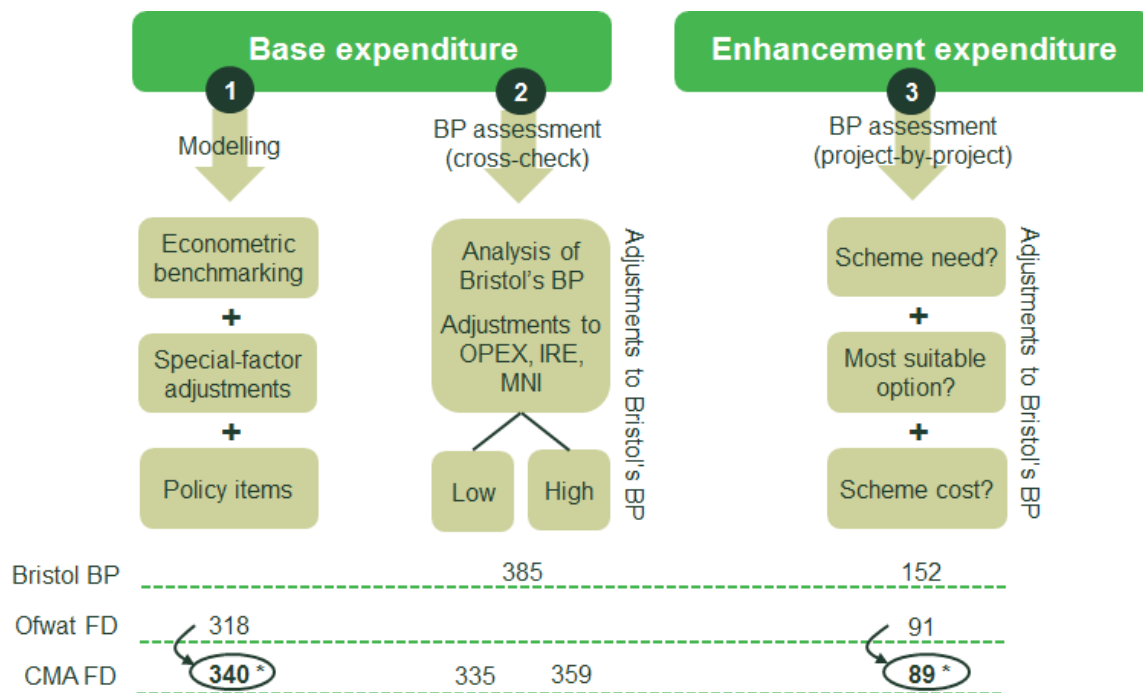 Base expenditure
Enhancement expenditure
1
2
3
Modelling
BP assessment
(cross-check)
BP assessment
(project-by-project)
Econometric
benchmarking
+
Special-factor
adjustments
+
Policy items
Analysis of
Bristol's BP
Adjustments to
OPEX, IRE,
MNI
Low
High
Adjustments to Bristol's BP
Scheme need?
+
Most suitable
option?
+
Scheme cost?
Adjustments to Bristol's BP
Bristol BP 385 152
Ofwat FD 318 91
CMA FD 340 * 335 359 89 *